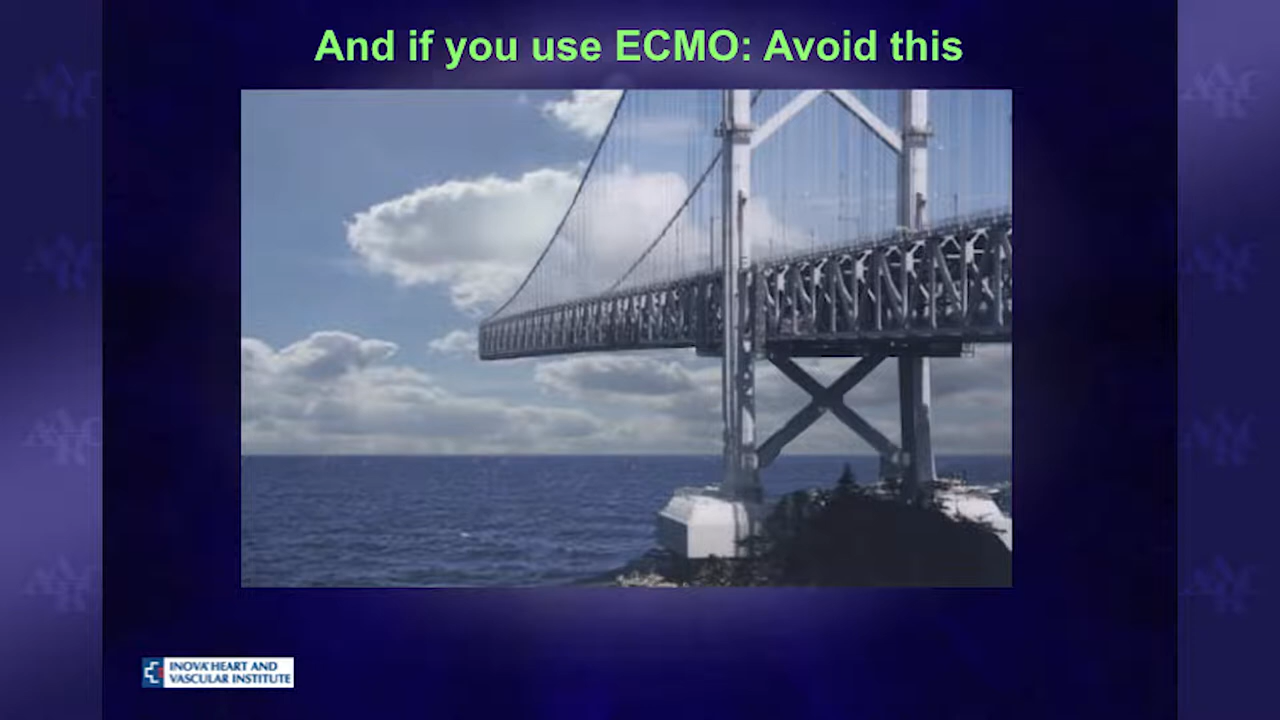 And if you use ECMO: Avoid this
INOVA HEART AND
VASCULAR INSTITUTE